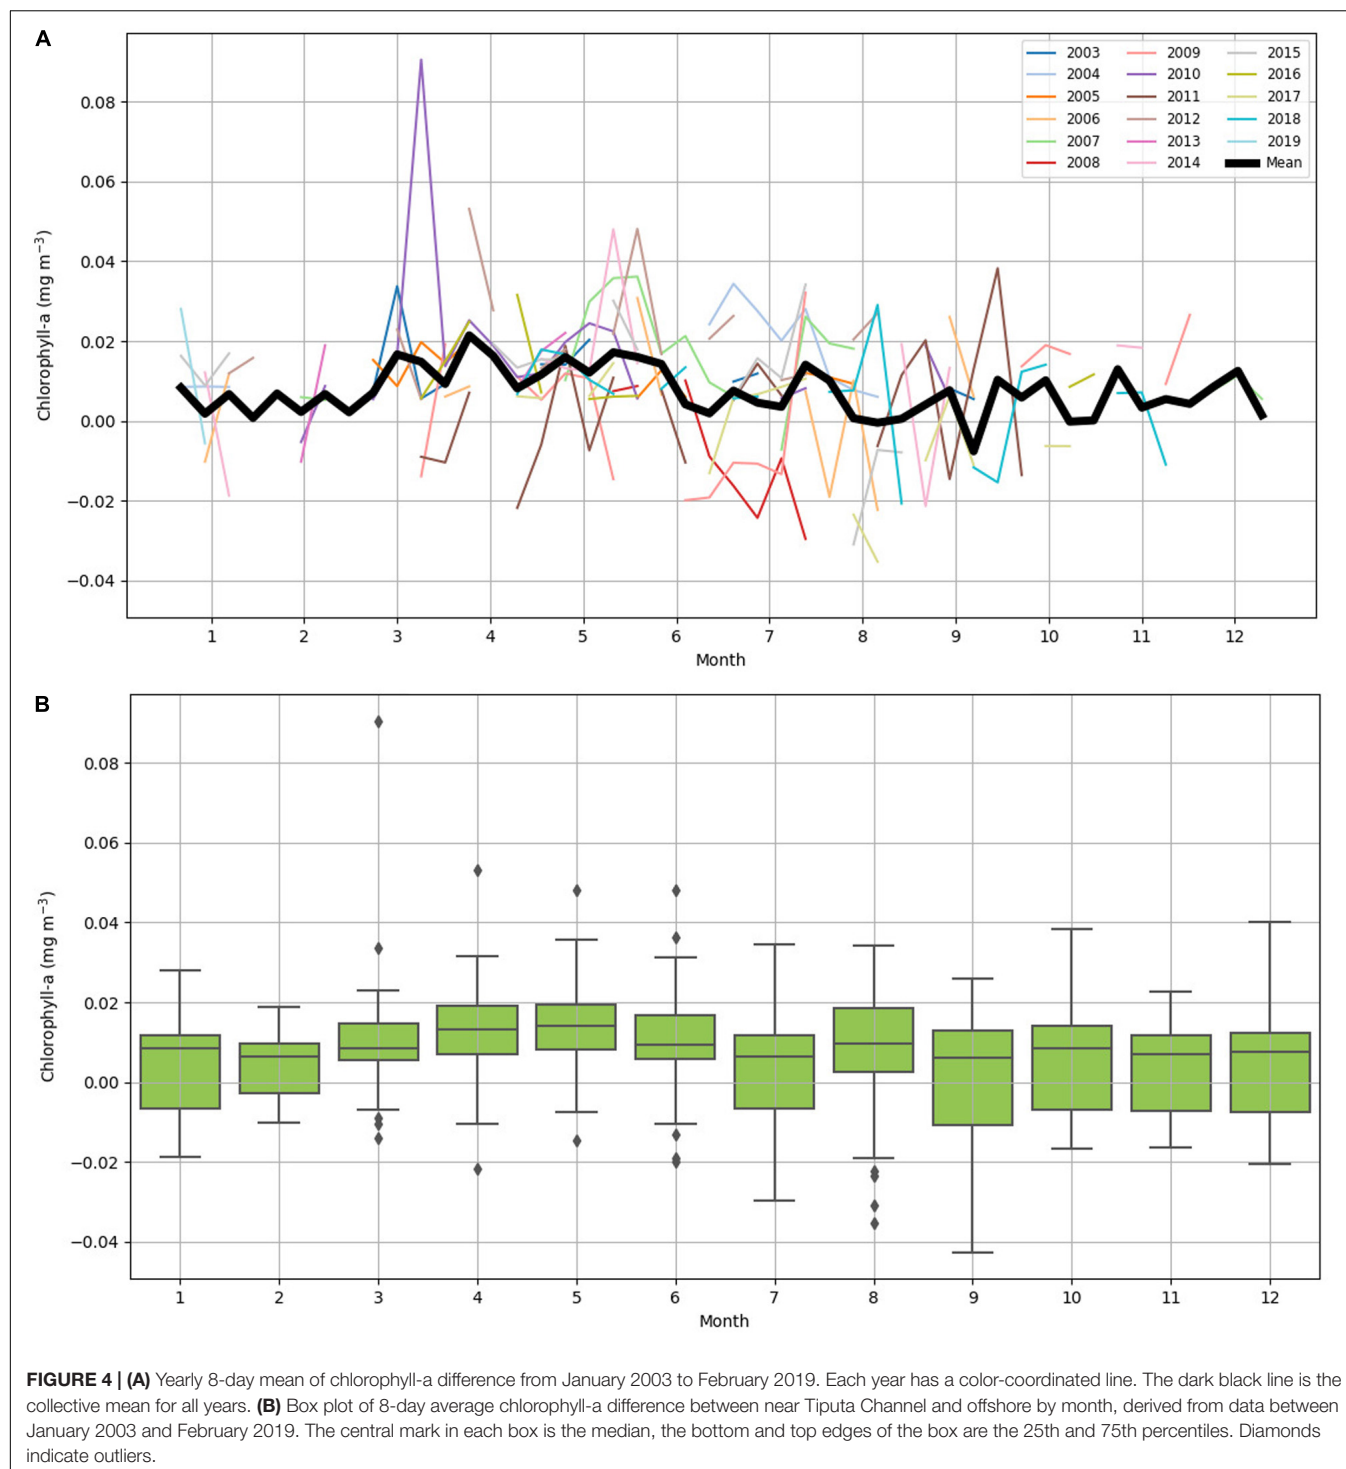 A
Chlorophyll-a (mg m⁻³)
0.08
0.06
0.04
0.02
0.00
−0.02
−0.04
2003 2009 2015
2004 2010 2016
2005 2011 2017
2006 2012 2018
2007 2013 2019
2008 2014 Mean
1 2 3 4 5 6 7 8 9 10 11 12
Month
B
Chlorophyll-a (mg m⁻³)
0.08
0.06
0.04
0.02
0.00
−0.02
−0.04
1 2 3 4 5 6 7 8 9 10 11 12
Month
FIGURE 4 | (A) Yearly 8-day mean of chlorophyll-a difference from January 2003 to February 2019. Each year has a color-coordinated line. The dark black line is the
collective mean for all years. (B) Box plot of 8-day average chlorophyll-a difference between near Tiputa Channel and offshore by month, derived from data between
January 2003 and February 2019. The central mark in each box is the median, the bottom and top edges of the box are the 25th and 75th percentiles. Diamonds
indicate outliers.